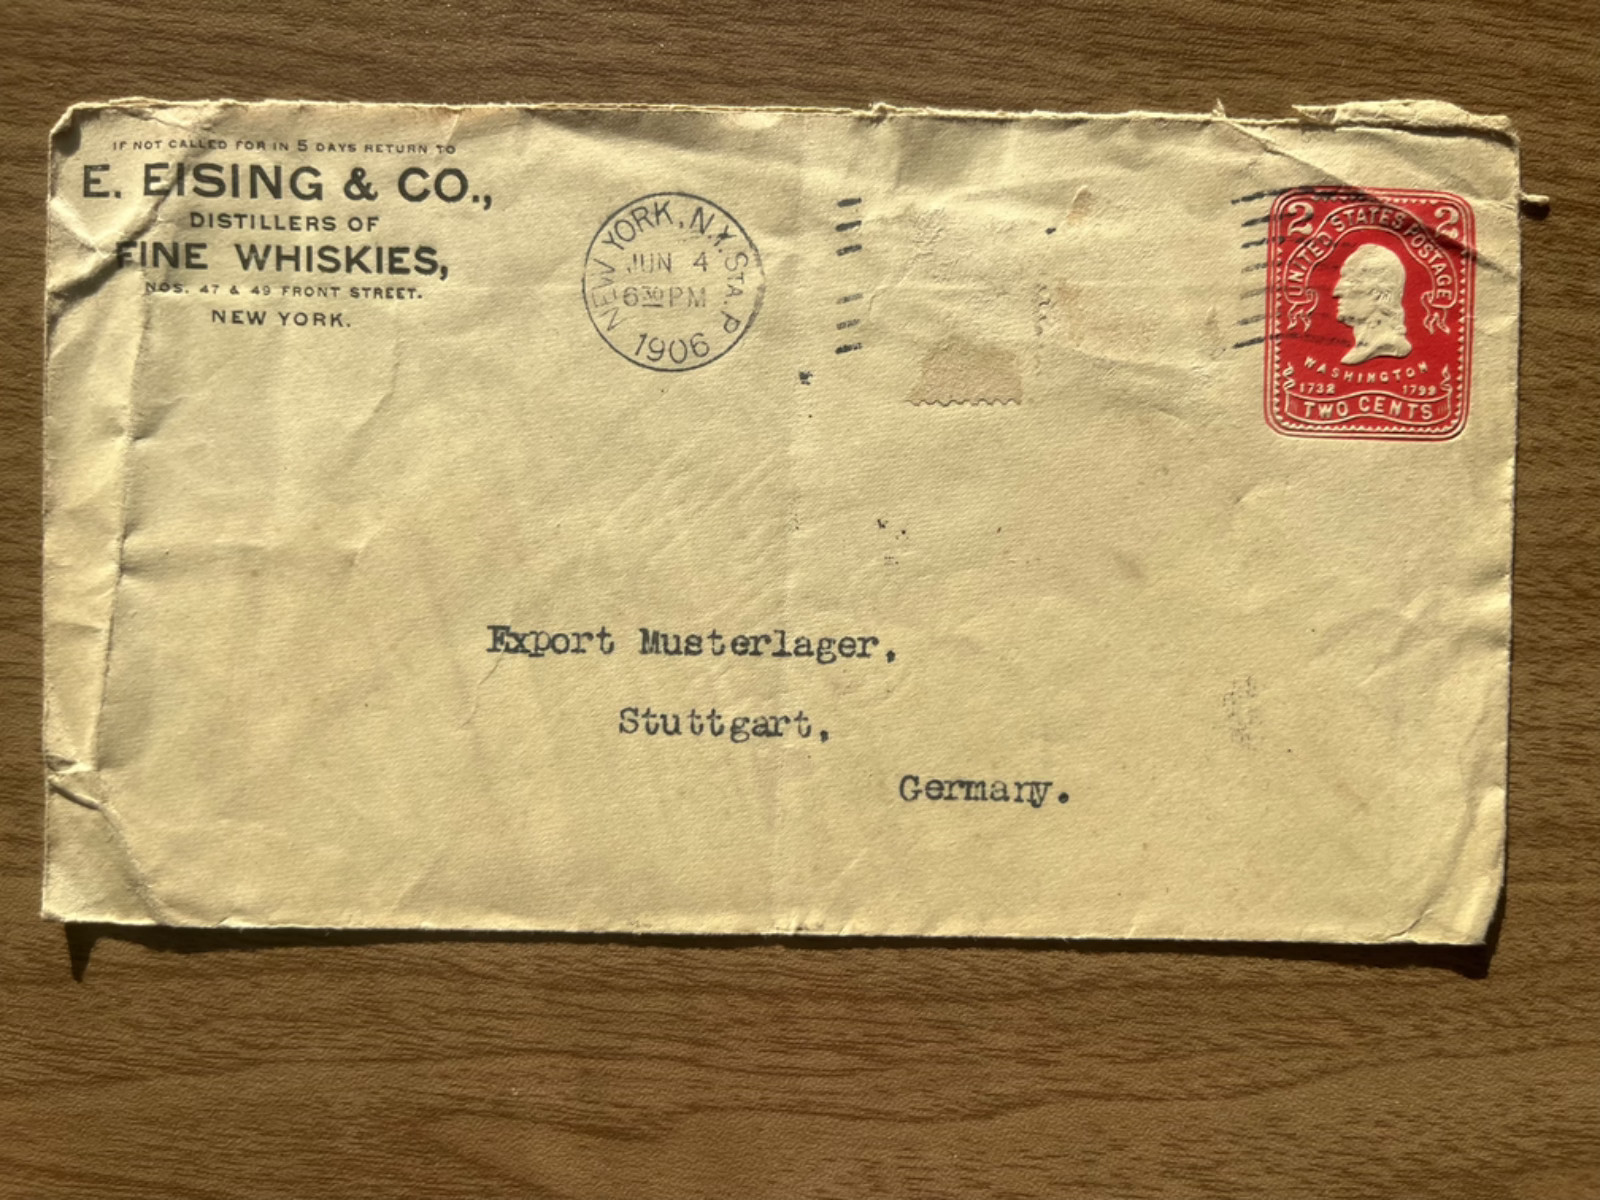 IF NOT CALLED FOR IN 5 DAYS RETURN TO
E. EISING & CO.,
DISTILLERS OF
FINE WHISKIES,
NOS. 47 & 49 FRONT STREET.
NEW YORK.
NEW YORK, N.Y. STA. P
JUN 4
6 30 PM
1906
2 2
UNITED STATES POSTAGE
WASHINGTON
1732 1799
TWO CENTS
Export Musterlager,
Stuttgart,
Germany.